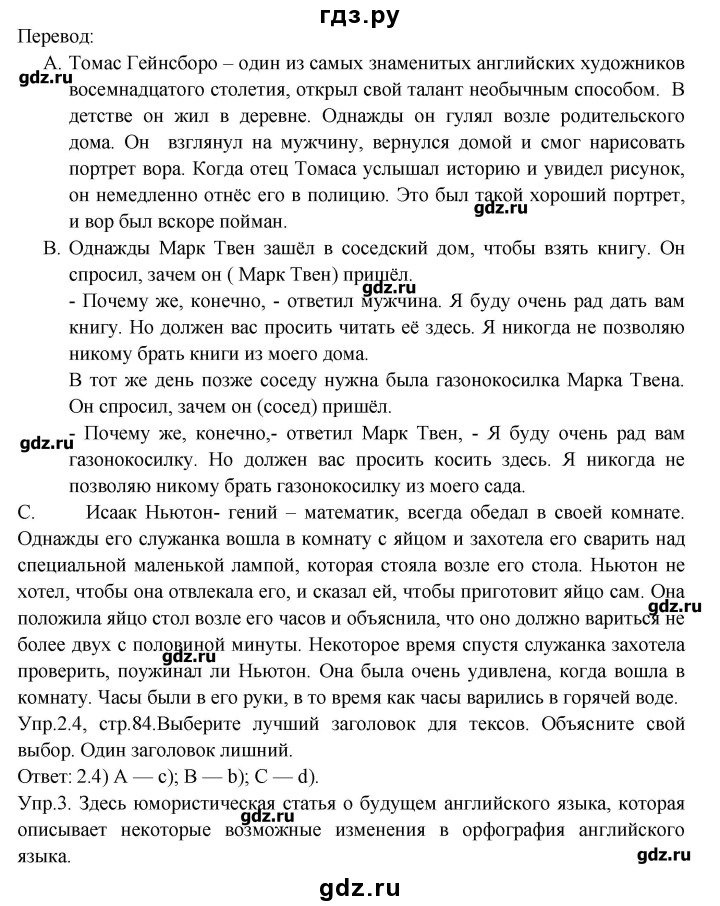 гдз.ру
Перевод:
А. Томас Гейнсборо – один из самых знаменитых английских художников
gdz.ru
восемнадцатого столетия, открыл свой талант необычным способом. В
детстве он жил в деревне. Однажды он гулял возле родительского
дома. Он взглянул на мужчину, вернулся домой и смог нарисовать
портрет вора. Когда отец Томаса услышал историю и увидел рисунок,
он немедленно отнёс его в полицию. Это был такой хороший портрет,
gdz.ru
и вор был вскоре пойман.
В. Однажды Марк Твен зашёл в соседский дом, чтобы взять книгу. Он
спросил, зачем он ( Марк Твен) пришёл.
gdz.ru
- Почему же, конечно, - ответил мужчина. Я буду очень рад дать вам
книгу. Но должен вас просить читать её здесь. Я никогда не позволяю
никому брать книги из моего дома.
В тот же день позже соседу нужна была газонокосилка Марка Твена.
Он спросил, зачем он (сосед) пришёл.
- Почему же, конечно,- ответил Марк Твен, - Я буду очень рад вам
gdz.ru
газонокосилку. Но должен вас просить косить здесь. Я никогда не
позволяю никому брать газонокосилку из моего сада.
С. Исаак Ньютон- гений – математик, всегда обедал в своей комнате.
Однажды его служанка вошла в комнату с яйцом и захотела его сварить над
специальной маленькой лампой, которая стояла возле его стола. Ньютон не
хотел, чтобы она отвлекала его, и сказал ей, чтобы приготовит яйцо сам. Она
gdz.ru
положила яйцо стол возле его часов и объяснила, что оно должно вариться не
более двух с половиной минуты. Некоторое время спустя служанка захотела
gdz.ru
проверить, поужинал ли Ньютон. Она была очень удивлена, когда вошла в
комнату. Часы были в его руки, в то время как часы варились в горячей воде.
Упр.2.4, стр.84.Выберите лучший заголовок для тексов. Объясните свой
выбор. Один заголовок лишний.
Ответ: 2.4) A — c); B — b); C — d).
Упр.3. Здесь юмористическая статья о будущем английского языка, которая
gdz.ru
описывает некоторые возможные изменения в орфография английского
языка.
gdz.ru
gdz.ru